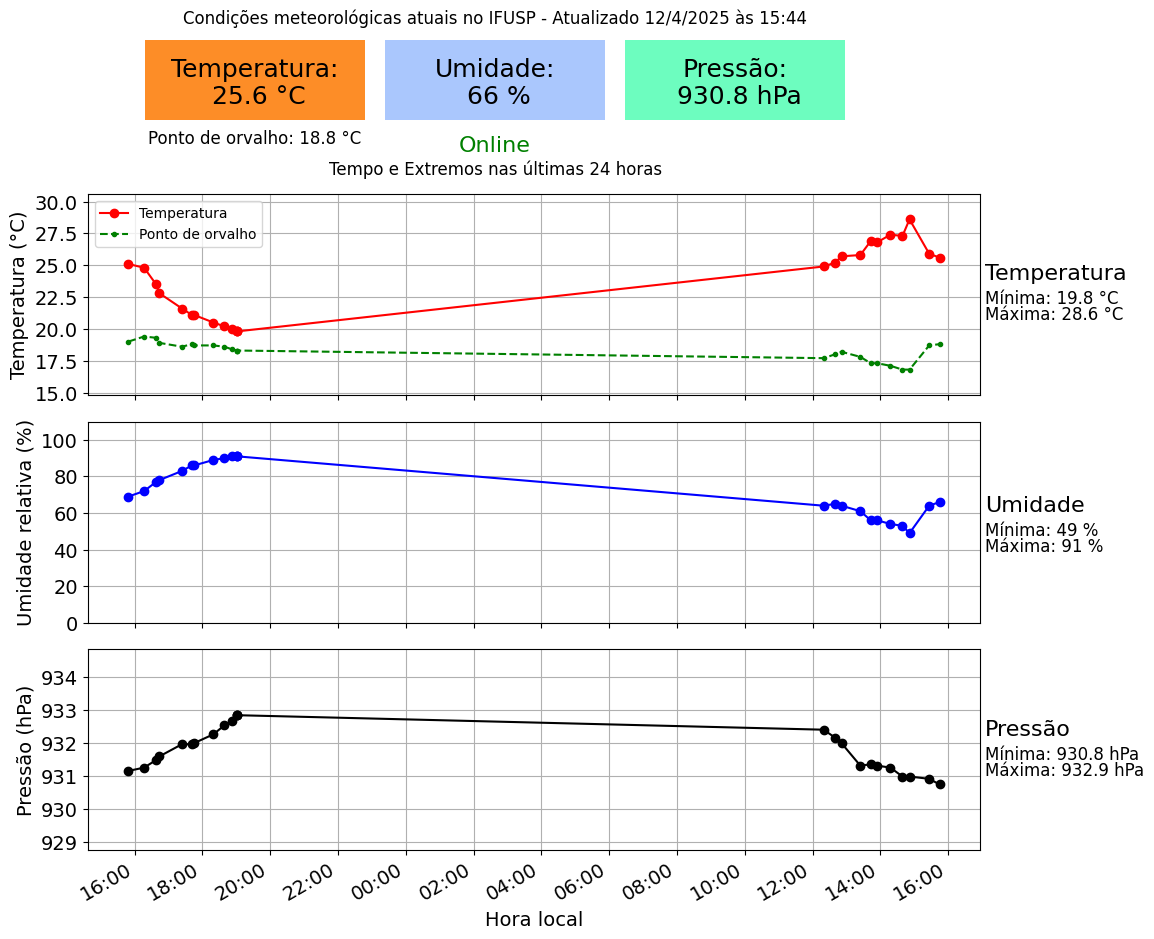 Condições meteorológicas atuais no IFUSP - Atualizado 12/4/2025 às 15:44
Temperatura:
25.6 °C
Umidade:
66 %
Pressão:
930.8 hPa
Ponto de orvalho: 18.8 °C
Online
Tempo e Extremos nas últimas 24 horas
Temperatura (°C)
30.0
27.5
25.0
22.5
20.0
17.5
15.0
Temperatura
Ponto de orvalho
Temperatura
Mínima: 19.8 °C
Máxima: 28.6 °C
Umidade relativa (%)
100
80
60
40
20
0
Umidade
Mínima: 49 %
Máxima: 91 %
Pressão (hPa)
934
933
932
931
930
929
Pressão
Mínima: 930.8 hPa
Máxima: 932.9 hPa
16:00 18:00 20:00 22:00 00:00 02:00 04:00 06:00 08:00 10:00 12:00 14:00 16:00
Hora local